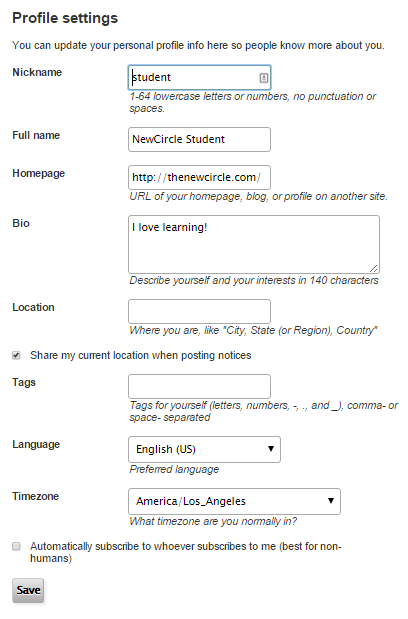 Profile settings
You can update your personal profile info here so people know more about you.
Nickname
student
1-64 lowercase letters or numbers, no punctuation or
spaces.
Full name
NewCircle Student
Homepage
http://thenewcircle.com/
URL of your homepage, blog, or profile on another site.
Bio
I love learning!
Describe yourself and your interests in 140 characters
Location
Where you are, like "City, State (or Region), Country"
Share my current location when posting notices
Tags
Tags for yourself (letters, numbers, -, ., and _), comma- or
space- separated
Language
English (US)
Preferred language
Timezone
America/Los_Angeles
What timezone are you normally in?
Automatically subscribe to whoever subscribes to me (best for non-
humans)
Save